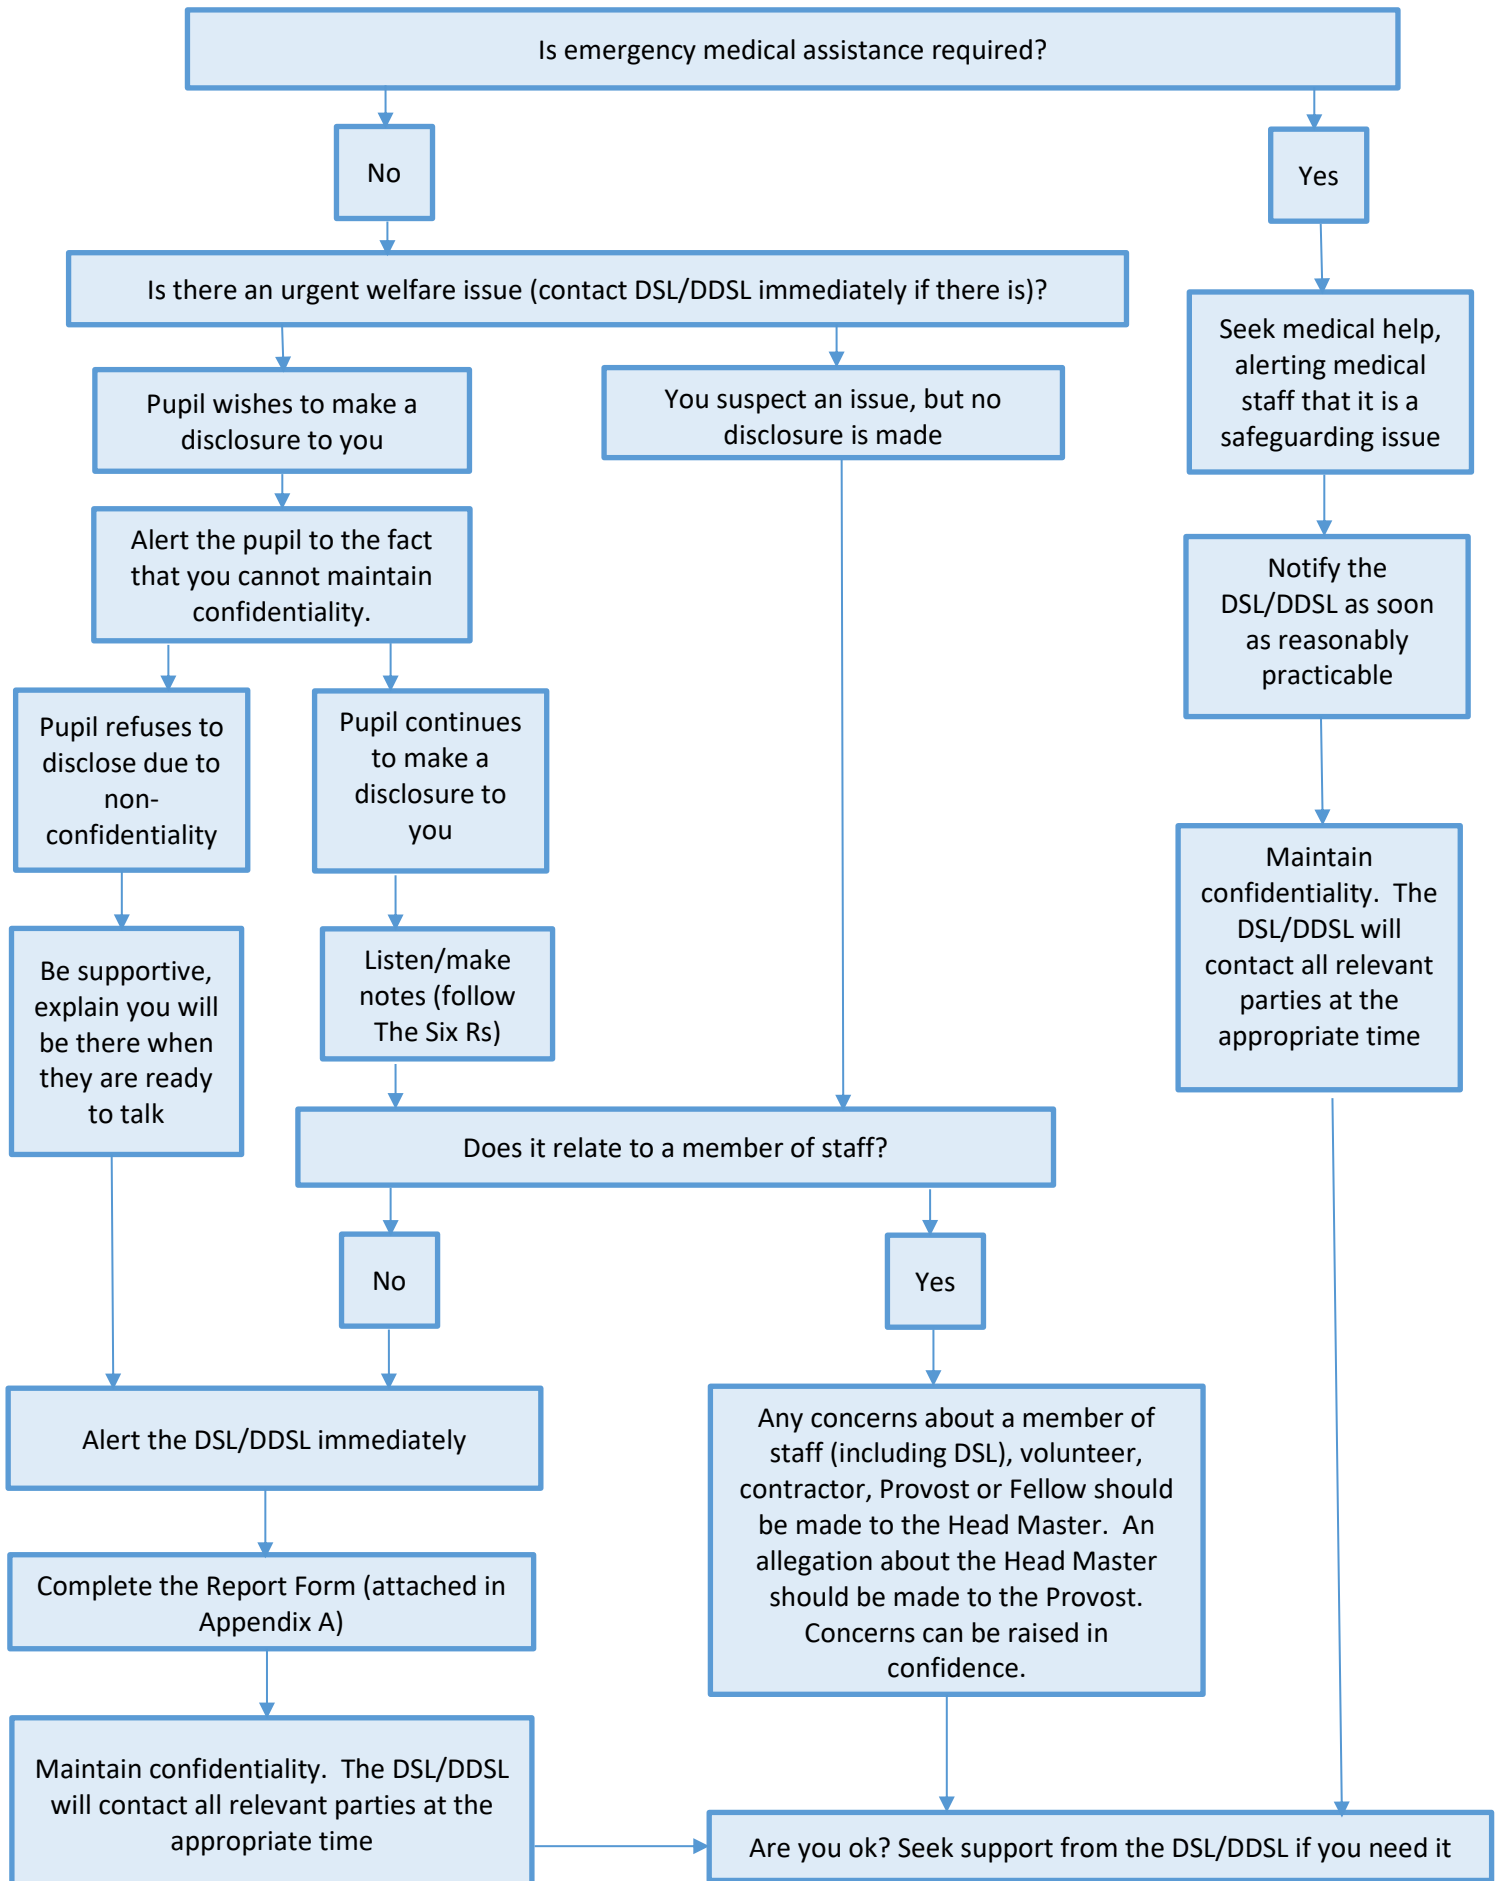 Is emergency medical assistance required?
No
Yes
Is there an urgent welfare issue (contact DSL/DDSL immediately if there is)?
Seek medical help,
alerting medical
staff that it is a
safeguarding issue
Pupil wishes to make a
disclosure to you
You suspect an issue, but no
disclosure is made
Alert the pupil to the fact
that you cannot maintain
confidentiality.
Notify the
DSL/DDSL as soon
as reasonably
practicable
Pupil refuses to
disclose due to
non-
confidentiality
Pupil continues
to make a
disclosure to
you
Maintain
confidentiality.  The
DSL/DDSL will
contact all relevant
parties at the
appropriate time
Be supportive,
explain you will
be there when
they are ready
to talk
Listen/make
notes (follow
The Six Rs)
Does it relate to a member of staff?
No
Yes
Alert the DSL/DDSL immediately
Any concerns about a member of
staff (including DSL), volunteer,
contractor, Provost or Fellow should
be made to the Head Master.  An
allegation about the Head Master
should be made to the Provost.
Concerns can be raised in
confidence.
Complete the Report Form (attached in
Appendix A)
Maintain confidentiality.  The DSL/DDSL
will contact all relevant parties at the
appropriate time
Are you ok? Seek support from the DSL/DDSL if you need it